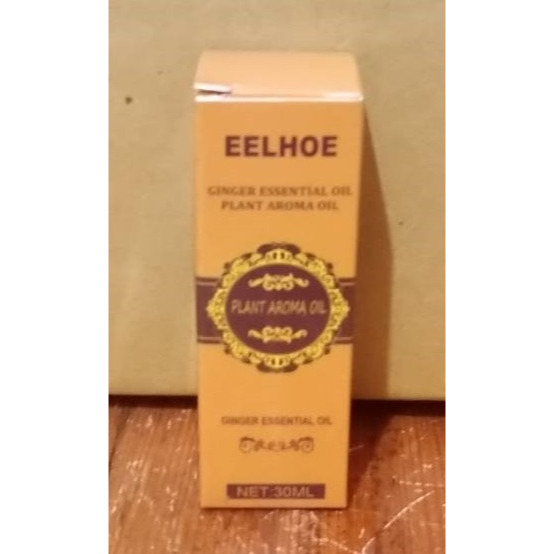 EELHOE
GINGER ESSENTIAL OIL
PLANT AROMA OIL
PLANT AROMA OIL
GINGER ESSENTIAL OIL
NET:30ML